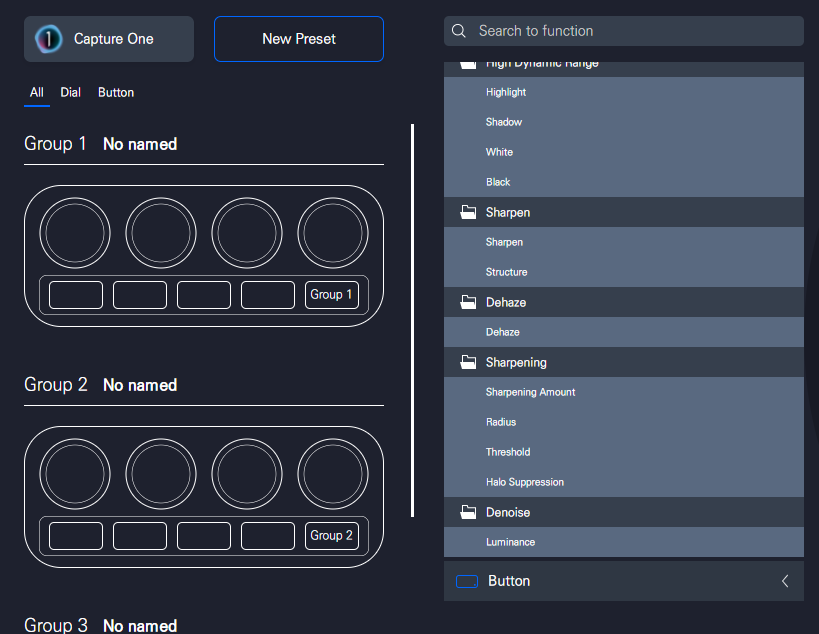 Capture One
New Preset
All
Dial
Button
Group 1 No named
Group 1
Group 2 No named
Group 2
Group 3 No named
Search to function
High Dynamic Range
Highlight
Shadow
White
Black
Sharpen
Sharpen
Structure
Dehaze
Dehaze
Sharpening
Sharpening Amount
Radius
Threshold
Halo Suppression
Denoise
Luminance
Button